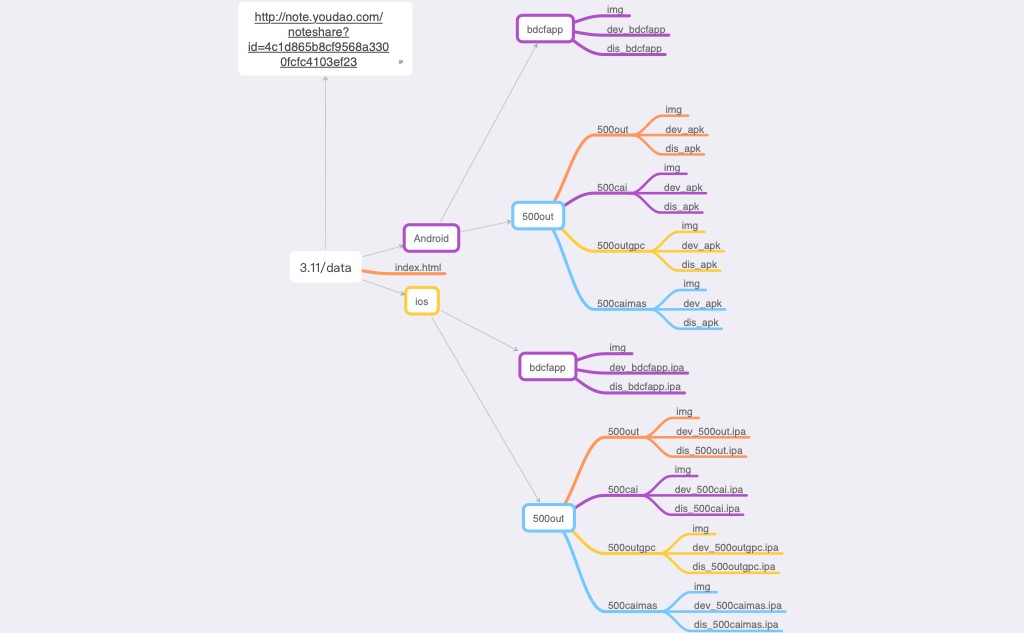 http://note.youdao.com/
noteshare?
id=4c1d865b8cf9568a330
0fcfc4103ef23
3.11/data
Android
index.html
ios
bdcfapp
img
dev_bdcfapp
dis_bdcfapp
500out
500out
img
dev_apk
dis_apk
500cai
img
dev_apk
dis_apk
500outgpc
img
dev_apk
dis_apk
500caimas
img
dev_apk
dis_apk
bdcfapp
img
dev_bdcfapp.ipa
dis_bdcfapp.ipa
500out
500out
img
dev_500out.ipa
dis_500out.ipa
500cai
img
dev_500cai.ipa
dis_500cai.ipa
500outgpc
img
dev_500outgpc.ipa
dis_500outgpc.ipa
500caimas
img
dev_500caimas.ipa
dis_500caimas.ipa